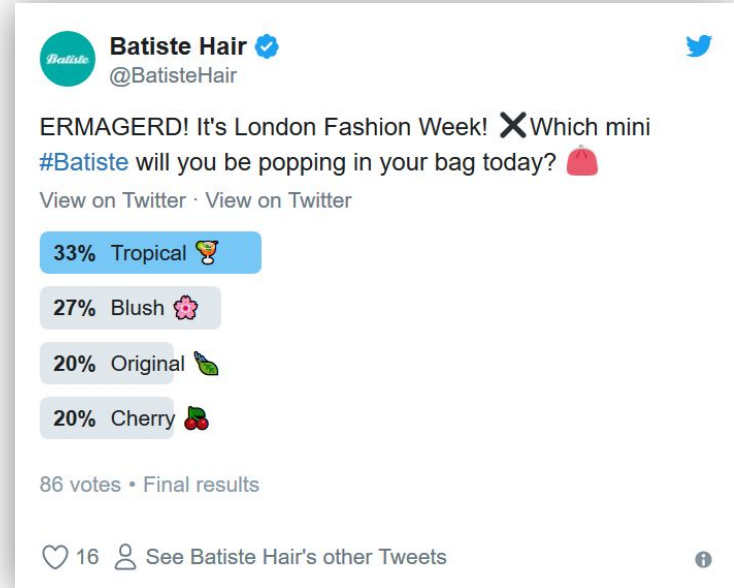 Batiste
Batiste Hair
@BatisteHair
ERMAGERD! It's London Fashion Week! ❌Which mini
#Batiste will you be popping in your bag today? 👛
View on Twitter · View on Twitter
33% Tropical 🍹
27% Blush 🌸
20% Original 🍃
20% Cherry 🍒
86 votes • Final results
16 See Batiste Hair's other Tweets